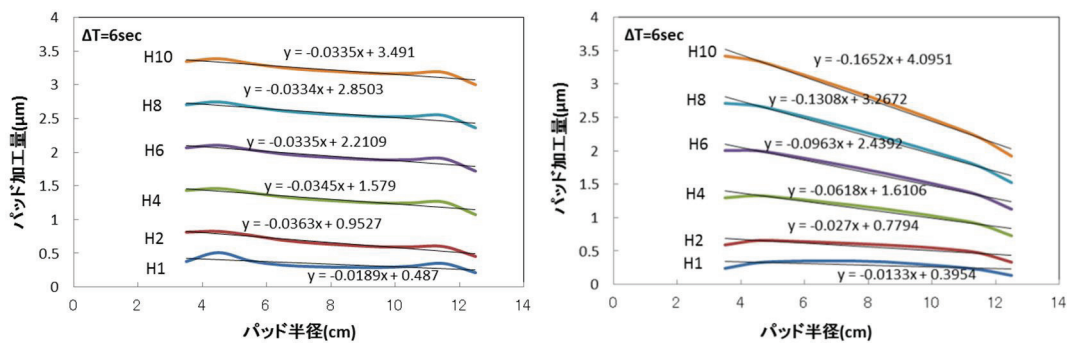 4
3.5
3
2.5
2
1.5
1
0.5
0
パッド加工量(μm)
ΔT=6sec
H10
y = -0.0335x + 3.491
H8
y = -0.0334x + 2.8503
H6
y = -0.0335x + 2.2109
H4
y = -0.0345x + 1.579
H2
y = -0.0363x + 0.9527
H1
y = -0.0189x + 0.487
0 2 4 6 8 10 12 14
パッド半径(cm)
4
3.5
3
2.5
2
1.5
1
0.5
0
パッド加工量(μm)
ΔT=6sec
H10
y = -0.1652x + 4.0951
H8
y = -0.1308x + 3.2672
H6
y = -0.0963x + 2.4392
H4
y = -0.0618x + 1.6106
H2
y = -0.027x + 0.7794
H1
y = -0.0133x + 0.3954
0 2 4 6 8 10 12 14
パッド半径(cm)